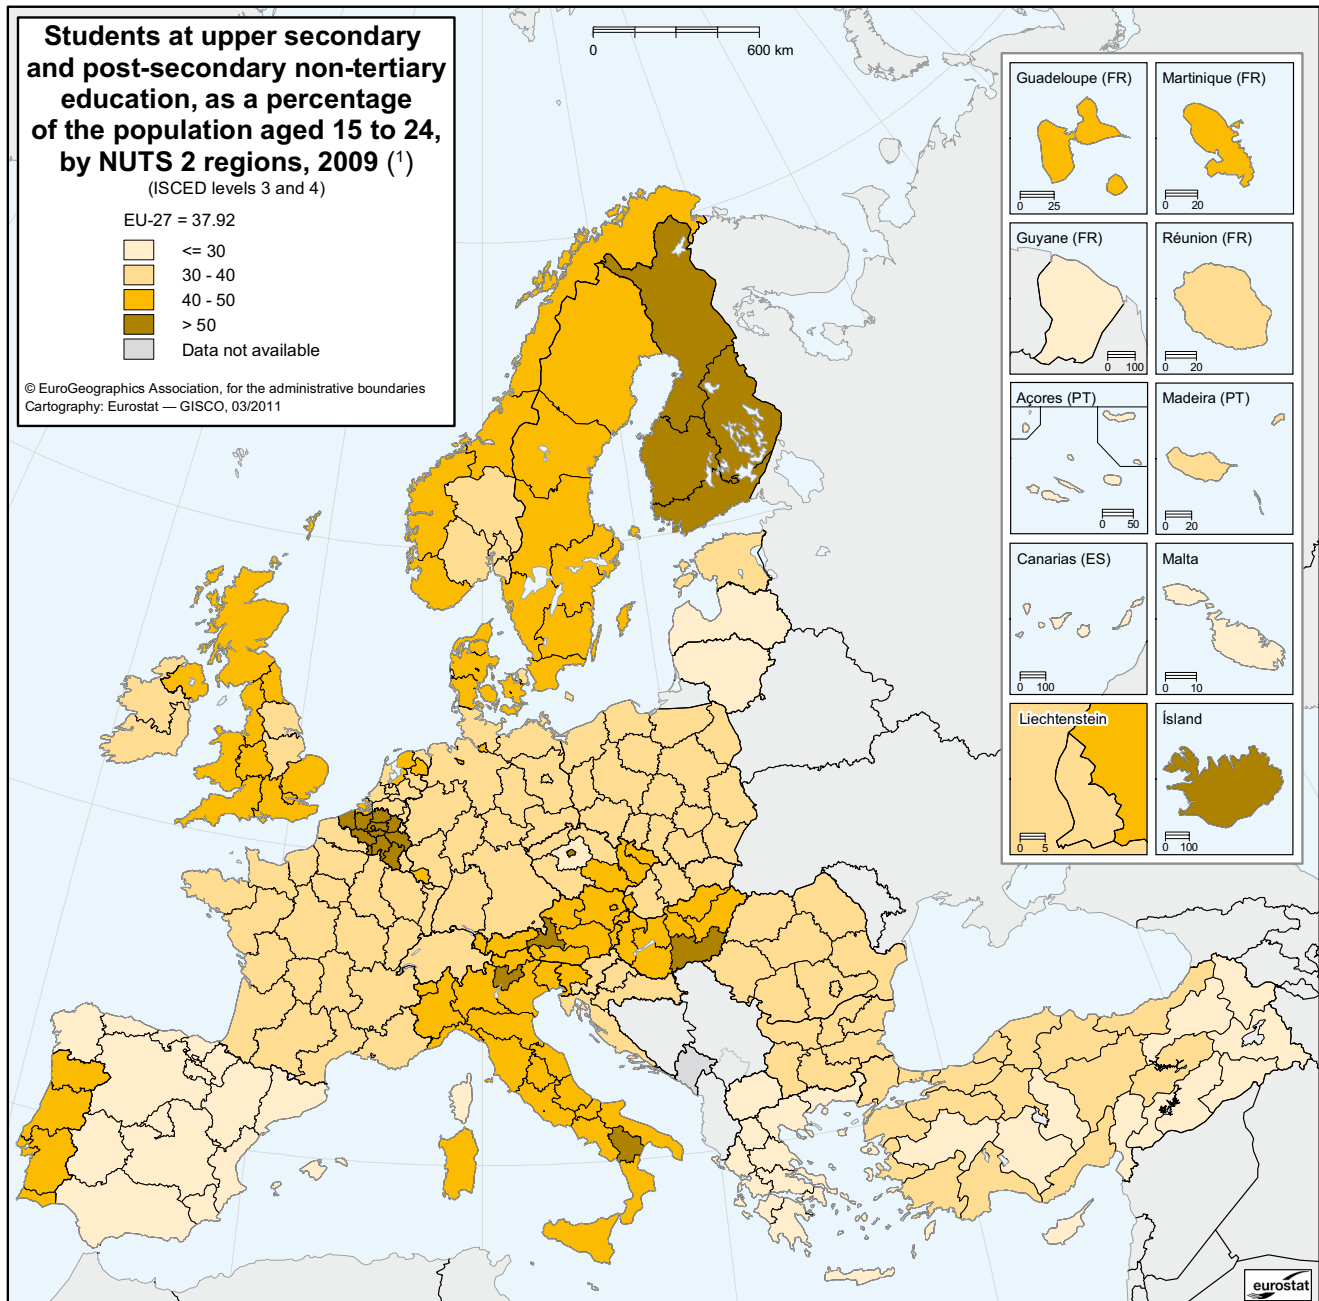 Students at upper secondary
and post-secondary non-tertiary
education, as a percentage
of the population aged 15 to 24,
by NUTS 2 regions, 2009 (¹)
(ISCED levels 3 and 4)
EU-27 = 37.92
<= 30
30 - 40
40 - 50
> 50
Data not available
© EuroGeographics Association, for the administrative boundaries
Cartography: Eurostat — GISCO, 03/2011
0 600 km
Guadeloupe (FR)
0 25
Martinique (FR)
0 20
Guyane (FR)
0 100
Réunion (FR)
0 20
Açores (PT)
0 50
Madeira (PT)
0 20
Canarias (ES)
0 100
Malta
0 10
Liechtenstein
0 5
Ísland
0 100
eurostat